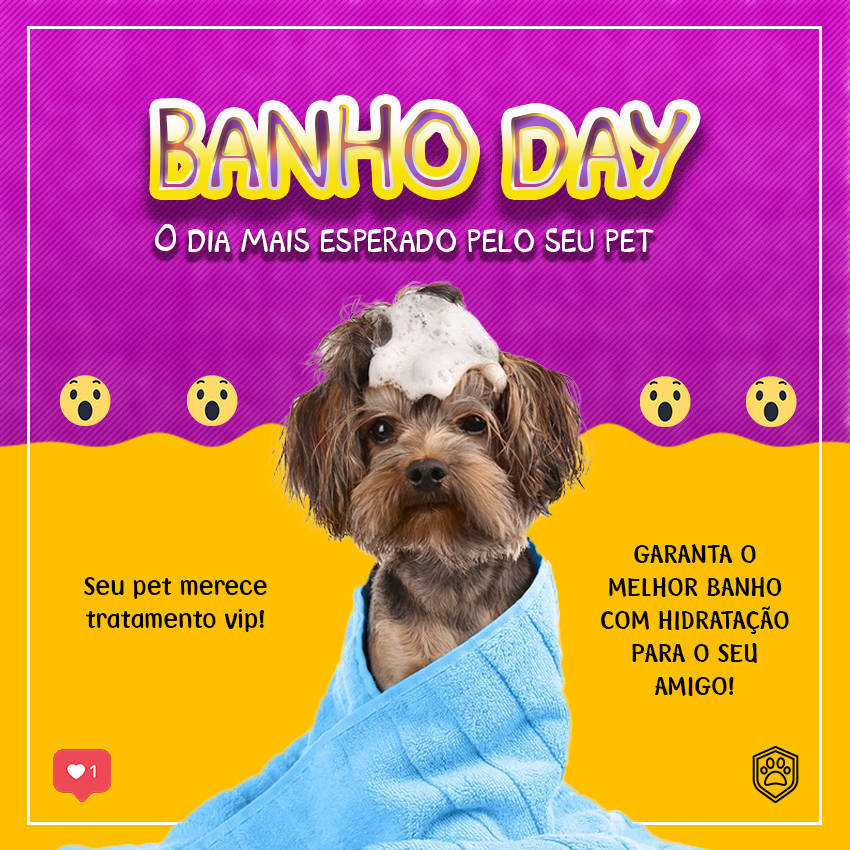 BANHO DAY
O DIA MAIS ESPERADO PELO SEU PET
Seu pet merece
tratamento vip!
GARANTA O
MELHOR BANHO
COM HIDRATAÇÃO
PARA O SEU
AMIGO!
1